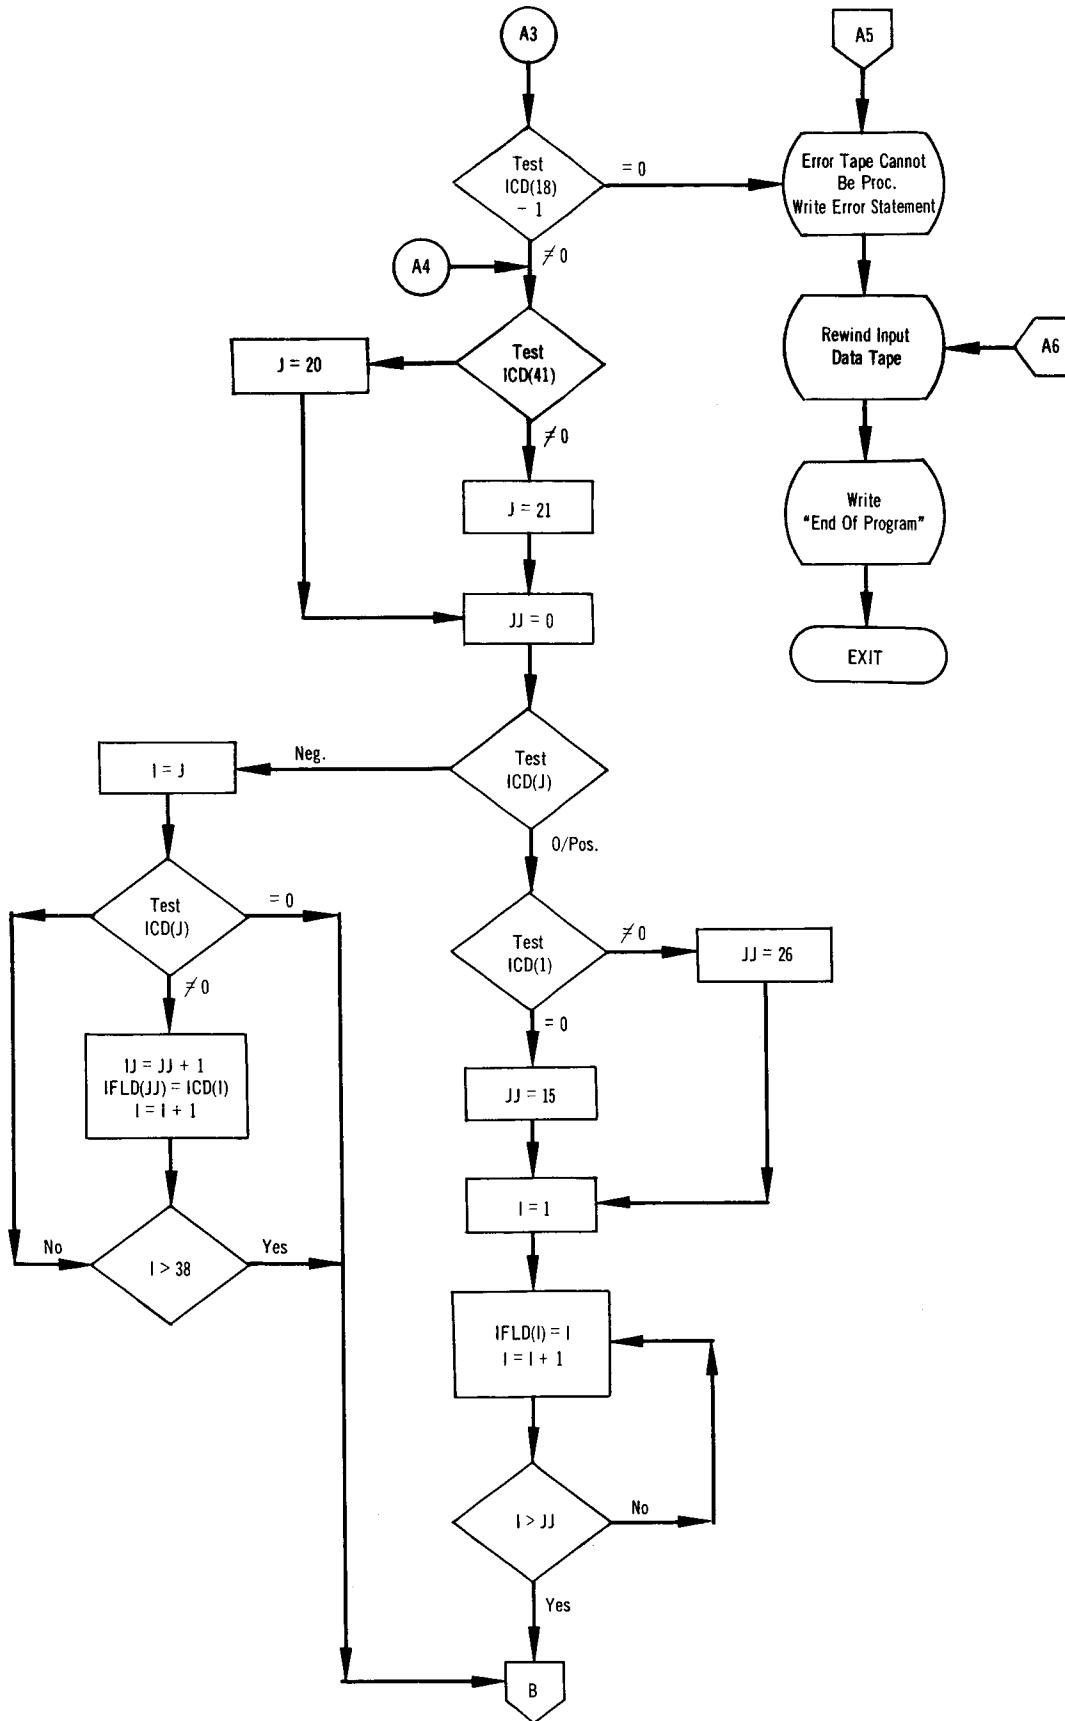 A3
A5
Test
ICD(18)
- 1
= 0
Error Tape Cannot
Be Proc.
Write Error Statement
≠ 0
A4
Test
ICD(41)
J = 20
≠ 0
Rewind Input
Data Tape
A6
J = 21
Write
"End Of Program"
JJ = 0
EXIT
Test
ICD(J)
Neg.
I = J
0/Pos.
Test
ICD(J)
= 0
≠ 0
Test
ICD(1)
≠ 0
JJ = 26
= 0
IJ = JJ + 1
IFLD(JJ) = ICD(I)
I = I + 1
JJ = 15
I = 1
No
I > 38
Yes
IFLD(I) = I
I = I + 1
I > JJ
No
Yes
B